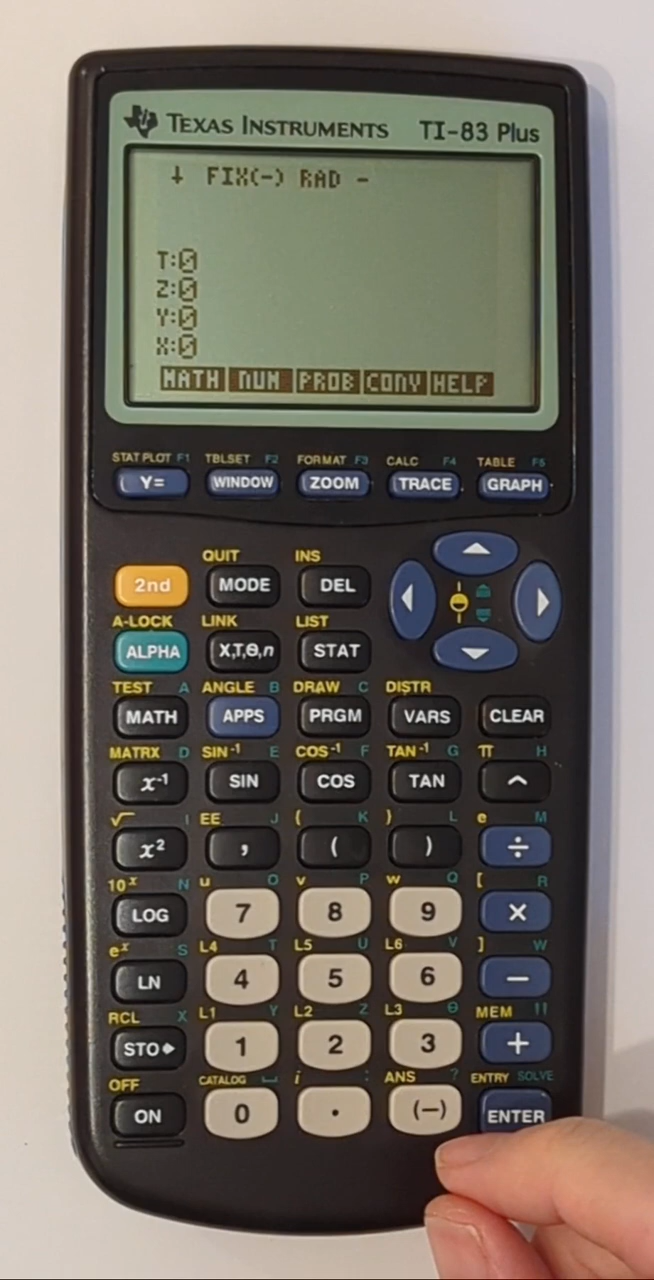 TEXAS INSTRUMENTS TI-83 Plus
↓ FIX(-) RAD -
T:0
Z:0
Y:0
X:0
MATH NUM PROB CONV HELP
STAT PLOT F1 TBLSET F2 FORMAT F3 CALC F4 TABLE F5
Y= WINDOW ZOOM TRACE GRAPH
QUIT INS
2nd MODE DEL
A-LOCK LINK LIST
ALPHA X,T,Θ,n STAT
TEST A ANGLE B DRAW C DISTR
MATH APPS PRGM VARS CLEAR
MATRX D SIN⁻¹ E COS⁻¹ F TAN⁻¹ G π H
x⁻¹ SIN COS TAN ^
√ I EE J { K } L e M
x² , ( ) ÷
10ˣ N u O v P w Q [ R
LOG 7 8 9 ×
eˣ S L4 T L5 U L6 V ] W
LN 4 5 6 −
RCL X L1 Y L2 Z L3 θ MEM "
STO▸ 1 2 3 +
OFF CATALOG ⎵ i : ANS ? ENTRY SOLVE
ON 0 . (−) ENTER